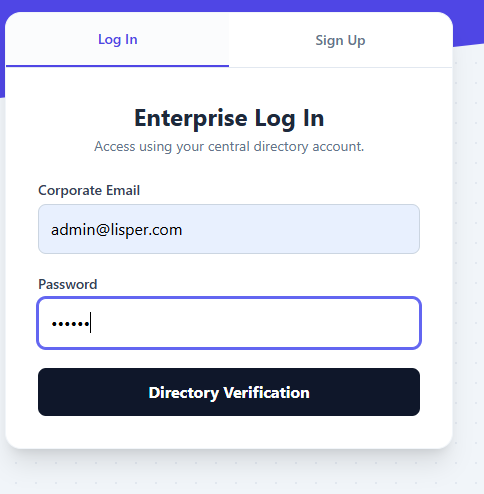 Log In
Sign Up
Enterprise Log In
Access using your central directory account.
Corporate Email
admin@lisper.com
Password
••••••
Directory Verification